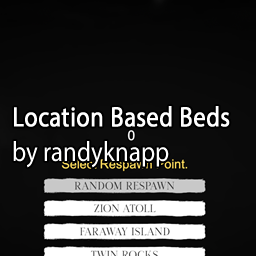 Location Based Beds
0
by randyknapp
Select Respawn Point.
RANDOM RESPAWN
ZION ATOLL
FARAWAY ISLAND
TWIN ROCKS